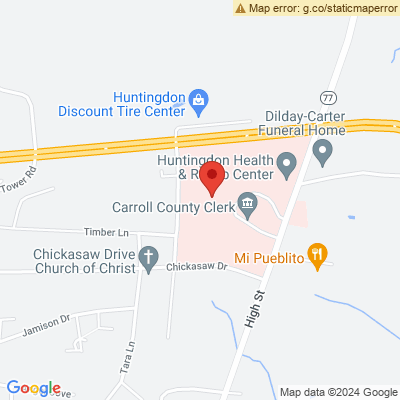 Map error: g.co/staticmaperror
77
Huntingdon
Discount Tire Center
Dilday-Carter
Funeral Home
Huntingdon Health
& R
Center
Tower Rd
Carroll County Clerk
Timber Ln
Chickasaw Drive
Church of Christ
Mi Pueblito
Chickasaw Dr
High St
Jamison Dr
Tara Ln
Google
Map data ©2024 Google